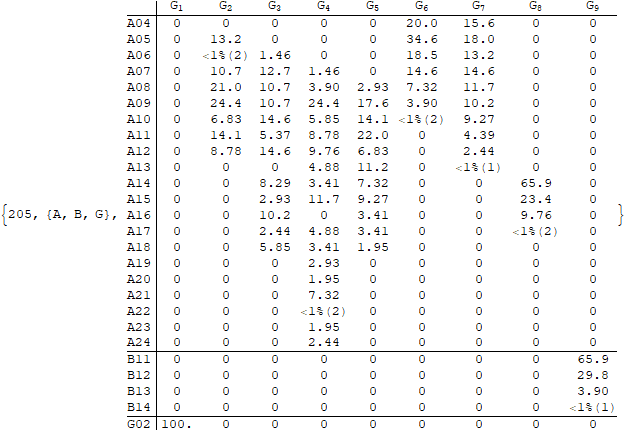 G1 G2 G3 G4 G5 G6 G7 G8 G9
A04 0 0 0 0 0 20.0 15.6 0 0
A05 0 13.2 0 0 0 34.6 18.0 0 0
A06 0 <1%(2) 1.46 0 0 18.5 13.2 0 0
A07 0 10.7 12.7 1.46 0 14.6 14.6 0 0
A08 0 21.0 10.7 3.90 2.93 7.32 11.7 0 0
A09 0 24.4 10.7 24.4 17.6 3.90 10.2 0 0
A10 0 6.83 14.6 5.85 14.1 <1%(2) 9.27 0 0
A11 0 14.1 5.37 8.78 22.0 0 4.39 0 0
A12 0 8.78 14.6 9.76 6.83 0 2.44 0 0
A13 0 0 0 4.88 11.2 0 <1%(1) 0 0
A14 0 0 8.29 3.41 7.32 0 0 65.9 0
A15 0 0 2.93 11.7 9.27 0 0 23.4 0
{205, {A, B, G}, A16 0 0 10.2 0 3.41 0 0 9.76 0 }
A17 0 0 2.44 4.88 3.41 0 0 <1%(2) 0
A18 0 0 5.85 3.41 1.95 0 0 0 0
A19 0 0 0 2.93 0 0 0 0 0
A20 0 0 0 1.95 0 0 0 0 0
A21 0 0 0 7.32 0 0 0 0 0
A22 0 0 0 <1%(2) 0 0 0 0 0
A23 0 0 0 1.95 0 0 0 0 0
A24 0 0 0 2.44 0 0 0 0 0
B11 0 0 0 0 0 0 0 0 65.9
B12 0 0 0 0 0 0 0 0 29.8
B13 0 0 0 0 0 0 0 0 3.90
B14 0 0 0 0 0 0 0 0 <1%(1)
G02 100. 0 0 0 0 0 0 0 0